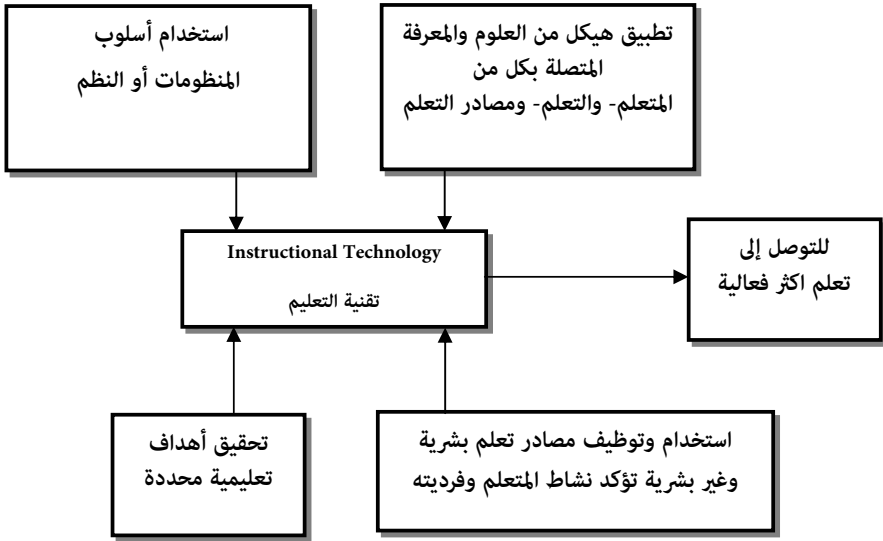 استخدام أسلوب
المنظومات أو النظم
تطبيق هيكل من العلوم والمعرفة
المتصلة بكل من
المتعلم- والتعلم- ومصادر التعلم
Instructional Technology
تقنية التعليم
للتوصل إلى
تعلم اكثر فعالية
تحقيق أهداف
تعليمية محددة
استخدام وتوظيف مصادر تعلم بشرية
وغير بشرية تؤكد نشاط المتعلم وفرديته